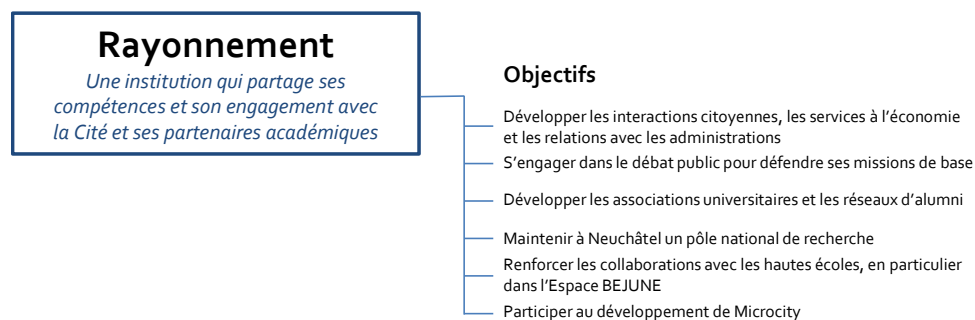 Rayonnement
Une institution qui partage ses
compétences et son engagement avec
la Cité et ses partenaires académiques
Objectifs
Développer les interactions citoyennes, les services à l’économie
et les relations avec les administrations
S’engager dans le débat public pour défendre ses missions de base
Développer les associations universitaires et les réseaux d’alumni
Maintenir à Neuchâtel un pôle national de recherche
Renforcer les collaborations avec les hautes écoles, en particulier
dans l’Espace BEJUNE
Participer au développement de Microcity